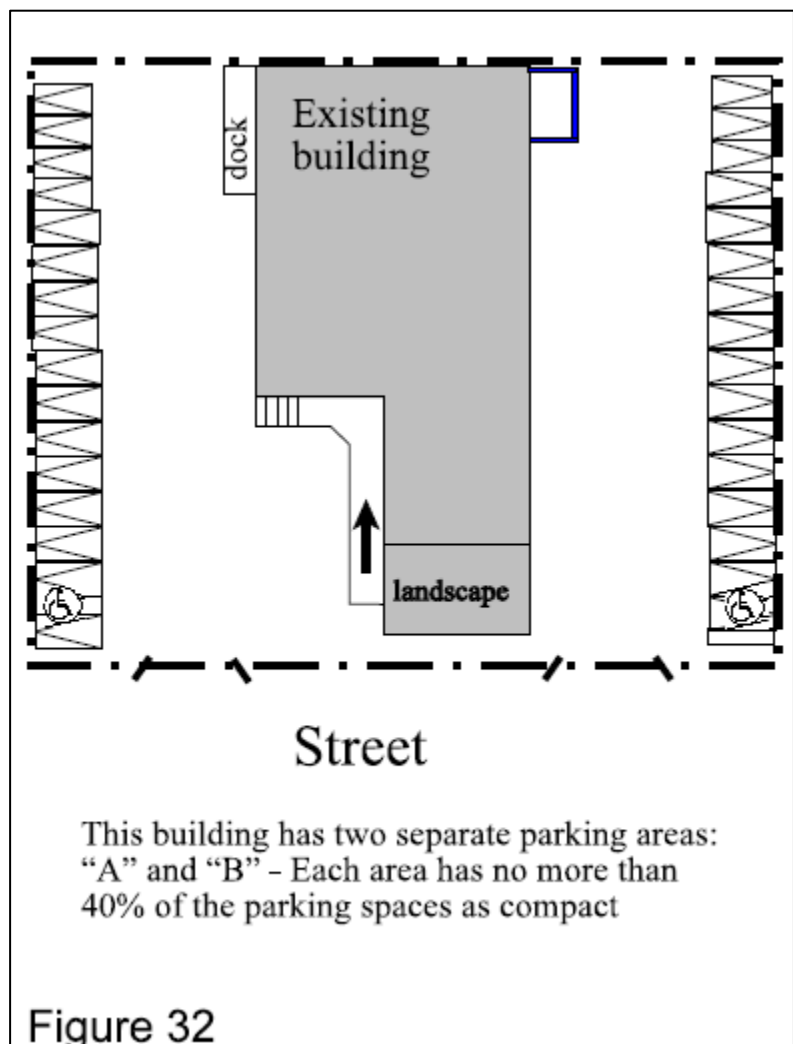 Existing
building
dock
landscape
Street
This building has two separate parking areas:
“A” and “B” – Each area has no more than
40% of the parking spaces as compact
Figure 32